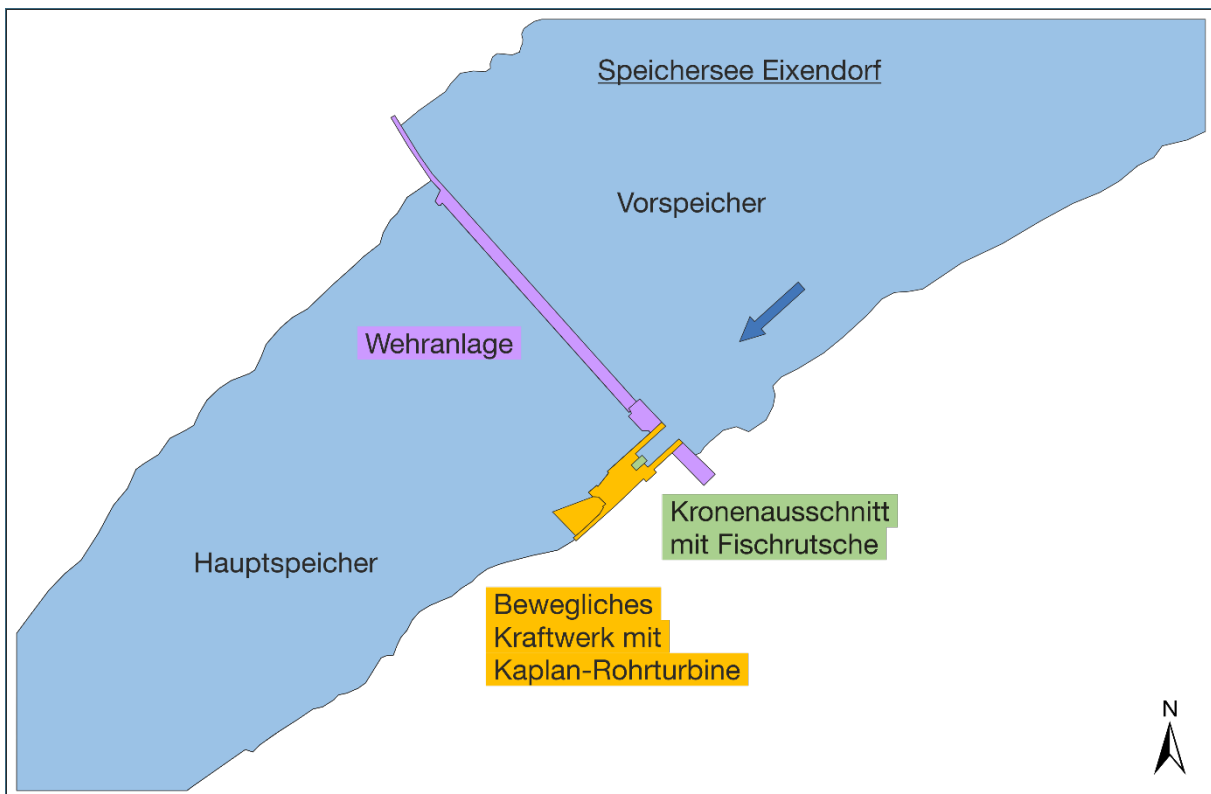 Speichersee Eixendorf
Vorspeicher
Wehranlage
Kronenausschnitt
mit Fischrutsche
Hauptspeicher
Bewegliches
Kraftwerk mit
Kaplan-Rohrturbine
N